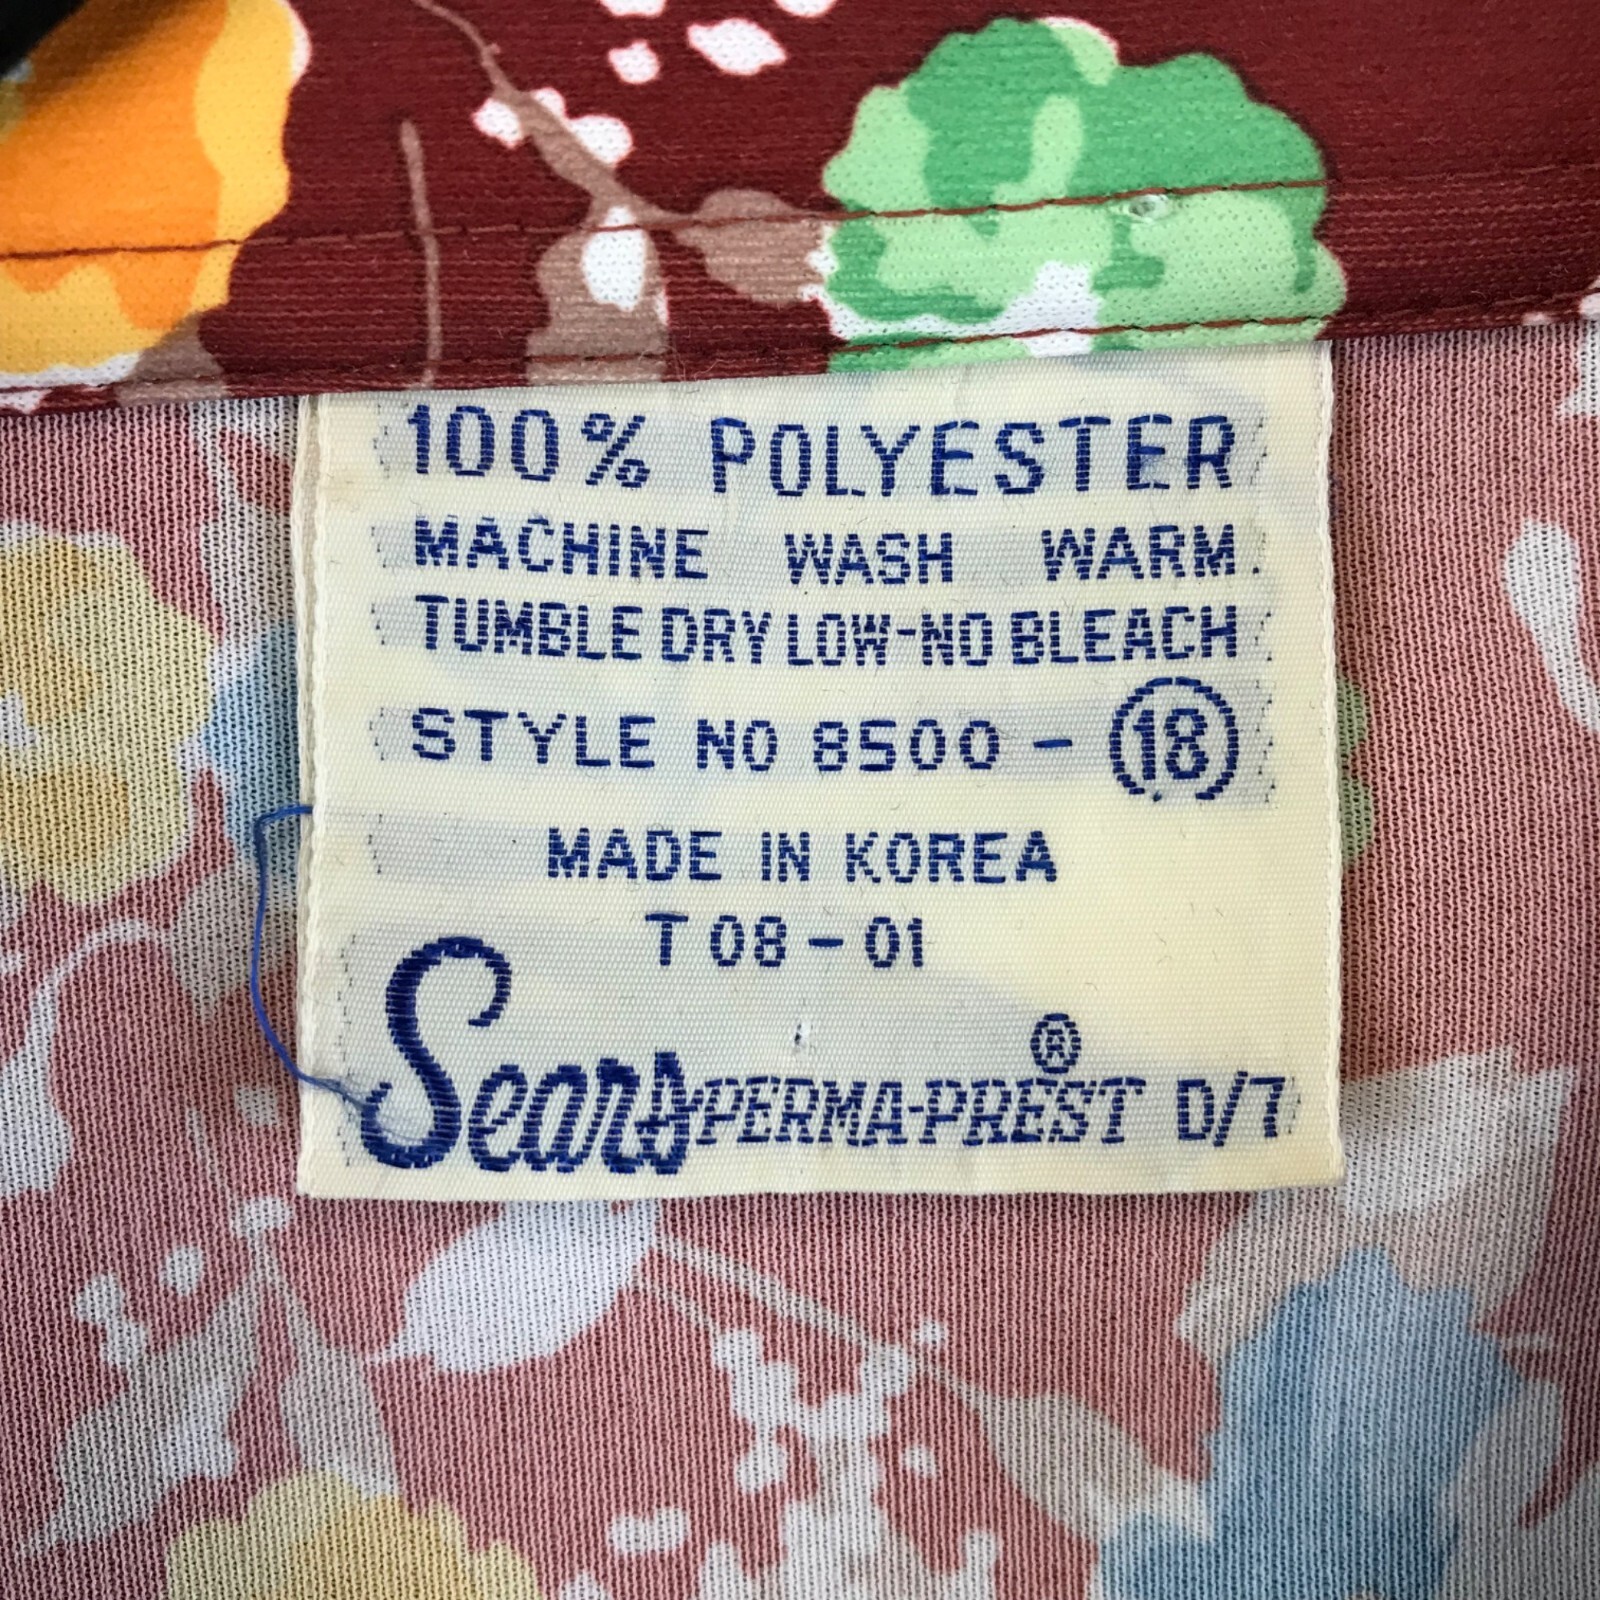 100% POLYESTER
MACHINE WASH WARM.
TUMBLE DRY LOW-NO BLEACH
STYLE NO 8500 - 18
MADE IN KOREA
T 08 - 01
Sears PERMA-PREST ® D/7